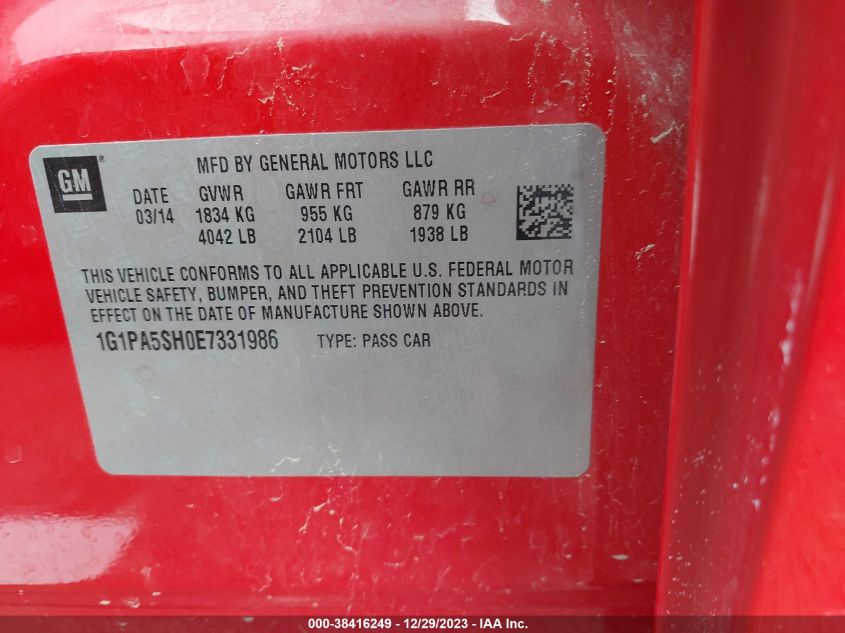 GM
®
MFD BY GENERAL MOTORS LLC
DATE GVWR GAWR FRT GAWR RR
03/14 1834 KG 955 KG 879 KG
4042 LB 2104 LB 1938 LB
THIS VEHICLE CONFORMS TO ALL APPLICABLE U.S. FEDERAL MOTOR
VEHICLE SAFETY, BUMPER, AND THEFT PREVENTION STANDARDS IN
EFFECT ON THE DATE OF MANUFACTURE SHOWN ABOVE.
1G1PA5SH0E7331986 TYPE: PASS CAR
000-38416249 - 12/29/2023 - IAA Inc.